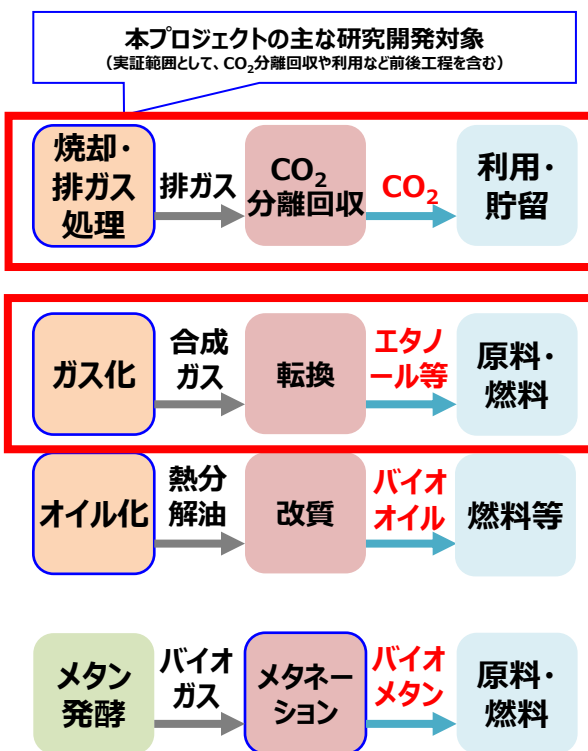 本プロジェクトの主な研究開発対象
（実証範囲として、CO2分離回収や利用など前後工程を含む）
焼却・
排ガス
処理
排ガス
CO2
分離回収
CO2
利用・
貯留
ガス化
合成
ガス
転換
エタノ
ール等
原料・
燃料
オイル化
熱分
解油
改質
バイオ
オイル
燃料等
メタン
発酵
バイオ
ガス
メタネー
ション
バイオ
メタン
原料・
燃料